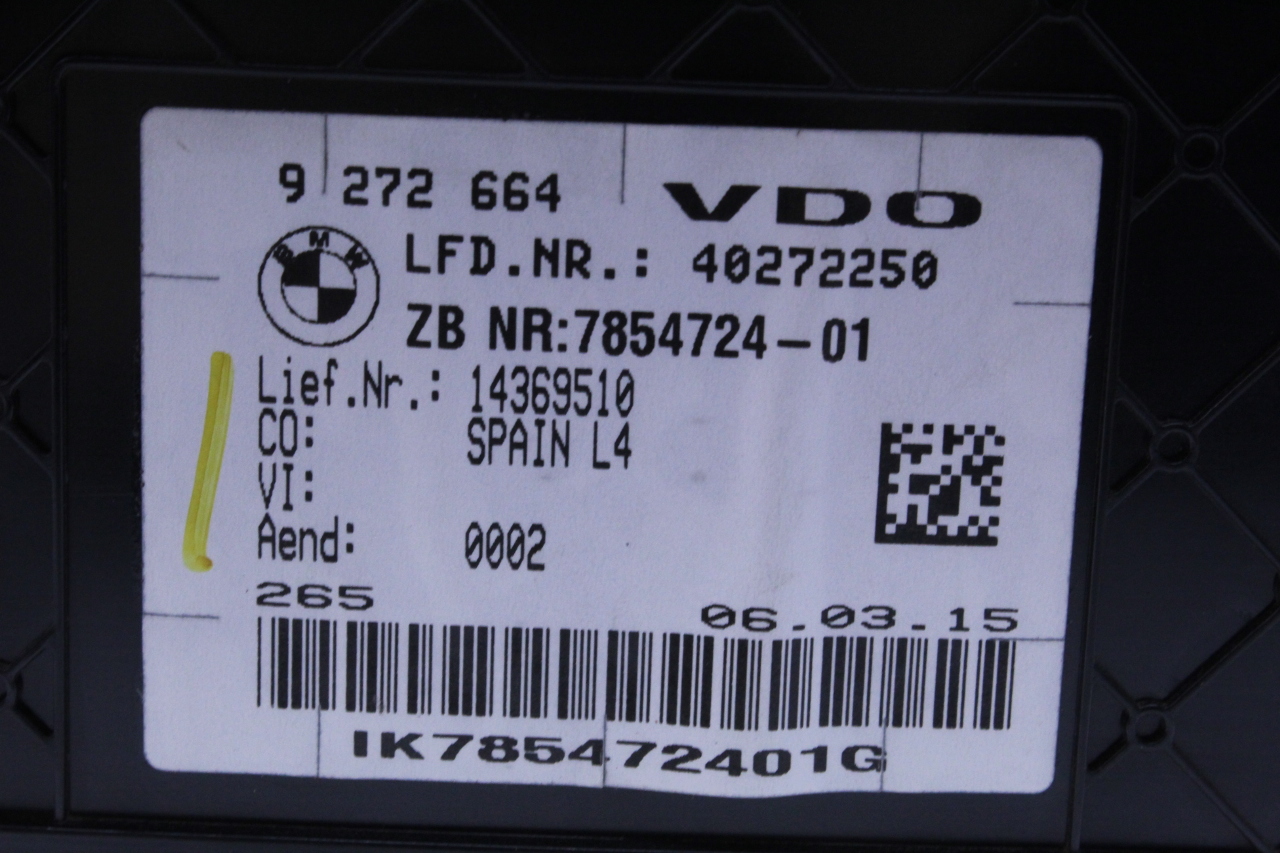 9 272 664 VDO
BMW
LFD.NR.: 40272250
ZB NR:7854724-01
Lief.Nr.: 14369510
CO: SPAIN L4
VI:
Aend: 0002
265 06.03.15
IK785472401G